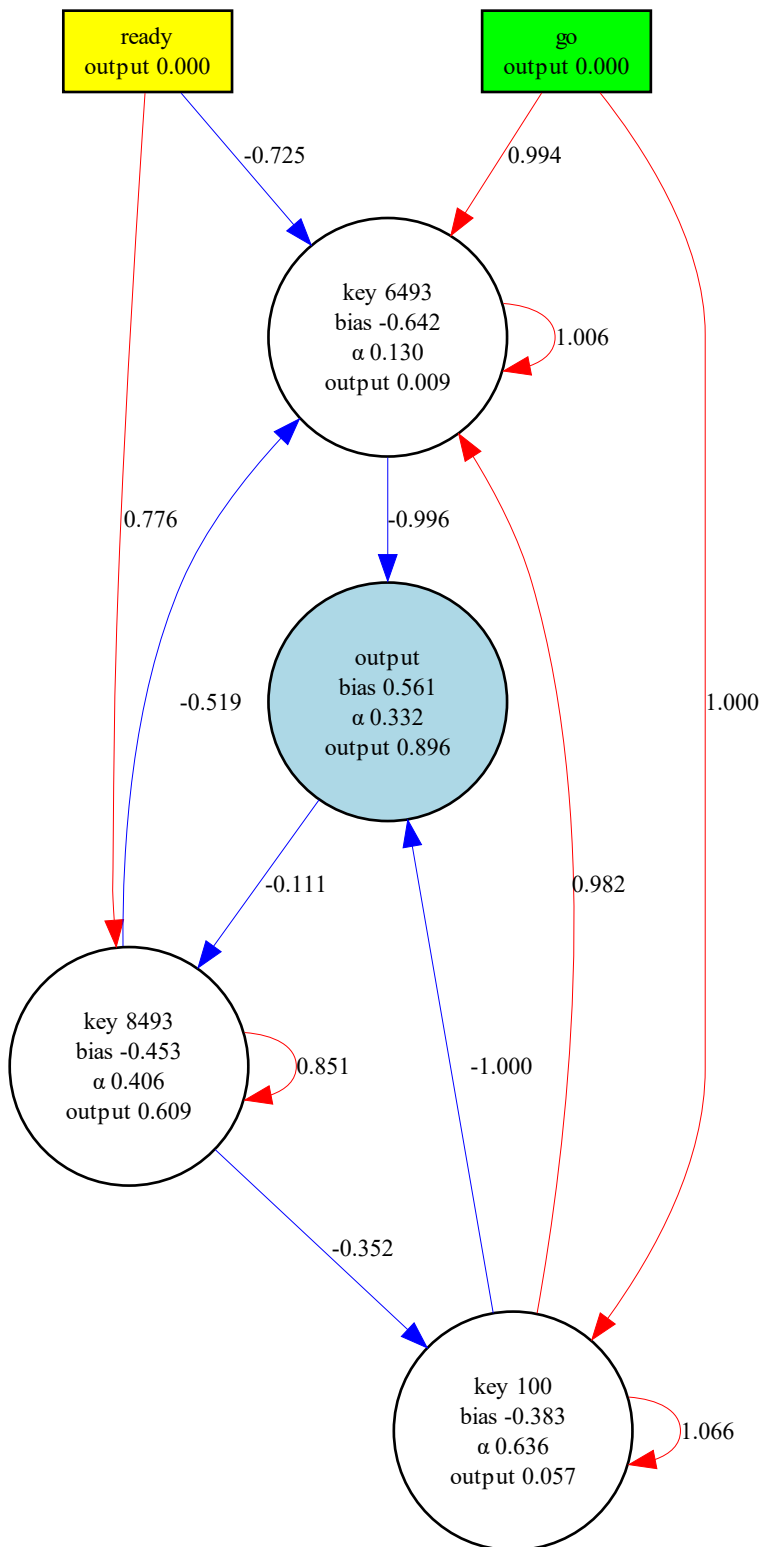 ready
output 0.000
go
output 0.000
-0.725
0.994
key 6493
bias -0.642
α 0.130
output 0.009
1.006
0.776
-0.996
output
bias 0.561
α 0.332
output 0.896
-0.519
1.000
-0.111
0.982
key 8493
bias -0.453
α 0.406
output 0.609
0.851
-1.000
-0.352
key 100
bias -0.383
α 0.636
output 0.057
1.066